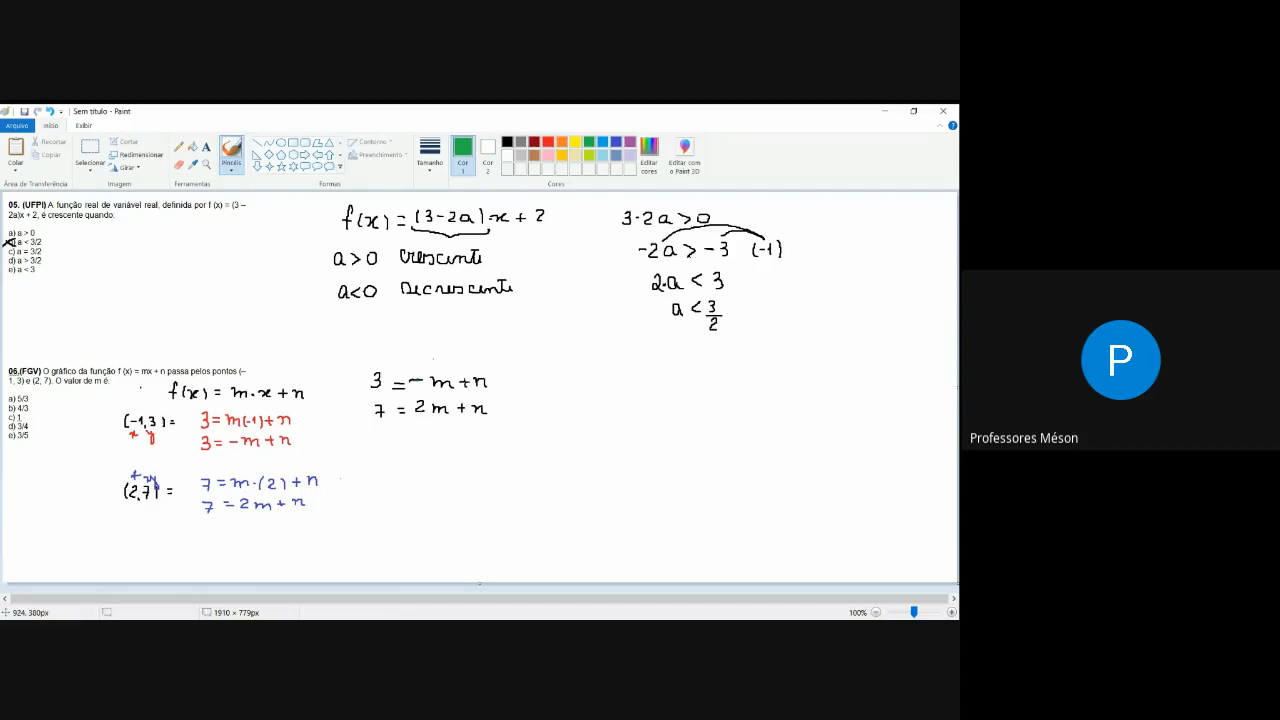 Sem título - Paint
Arquivo Início Exibir
Colar
Recortar
Copiar
Área de Transferência
Selecionar
Cortar
Redimensionar
Girar
Imagem
Ferramentas
Pincéis
Contorno
Preenchimento
Formas
Tamanho
Cor 1
Cor 2
Cores
Editar cores
Editar com o Paint 3D
05. (UFPI) A função real de variável real, definida por f (x) = (3 –
2a)x + 2, é crescente quando:
a) a > 0
a < 3/2
c) a = 3/2
d) a > 3/2
e) a < 3
f(x) = (3-2a)·x + 2
a>0 Crescente
a<0 Decrescente
3-2a>0
-2a > -3 (-1)
2·a < 3
a < 3/2
06.(FGV) O gráfico da função f (x) = mx + n passa pelos pontos (–
1, 3) e (2, 7). O valor de m é:
a) 5/3
b) 4/3
c) 1
d) 3/4
e) 3/5
f(x) = m·x + n
(-1,3) =
x y
3 = m(-1)+n
3 = -m+n
x y
(2,7) =
7 = m·(2)+n
7 = 2m+n
3 = -m+n
7 = 2m+n
924, 380px
1910 × 779px
100%
P
Professores Méson